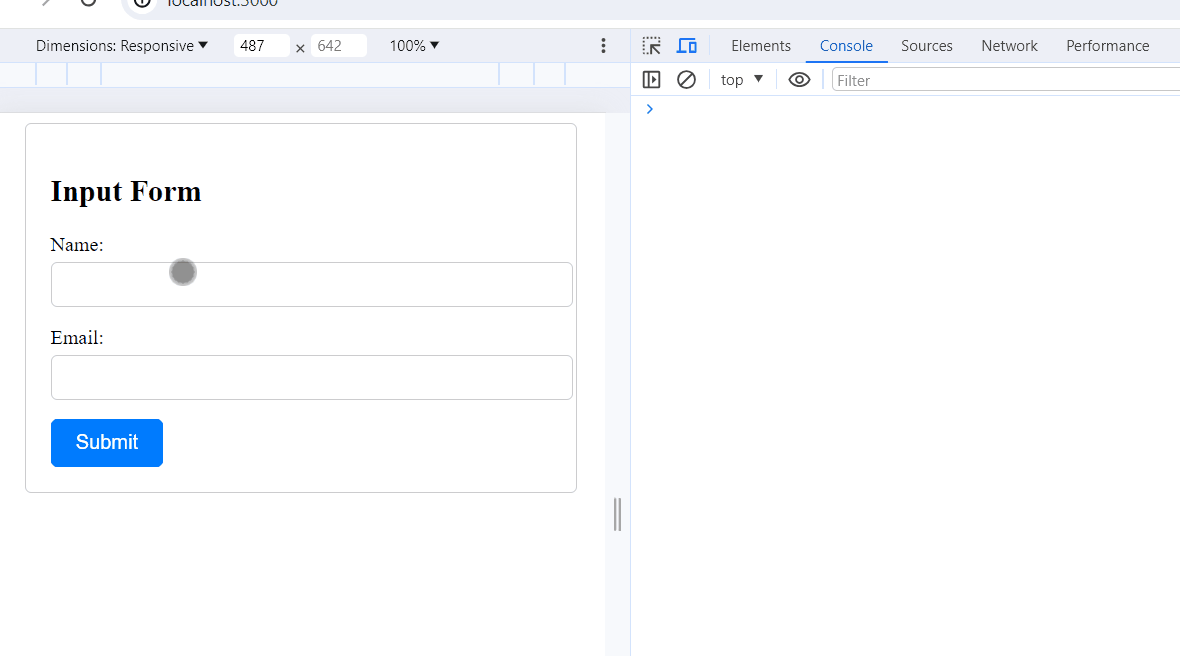 localhost:3000
Dimensions: Responsive ▼ 487 × 642 100% ▼
Elements Console Sources Network Performance
top ▼ Filter
Input Form
Name:
Email:
Submit